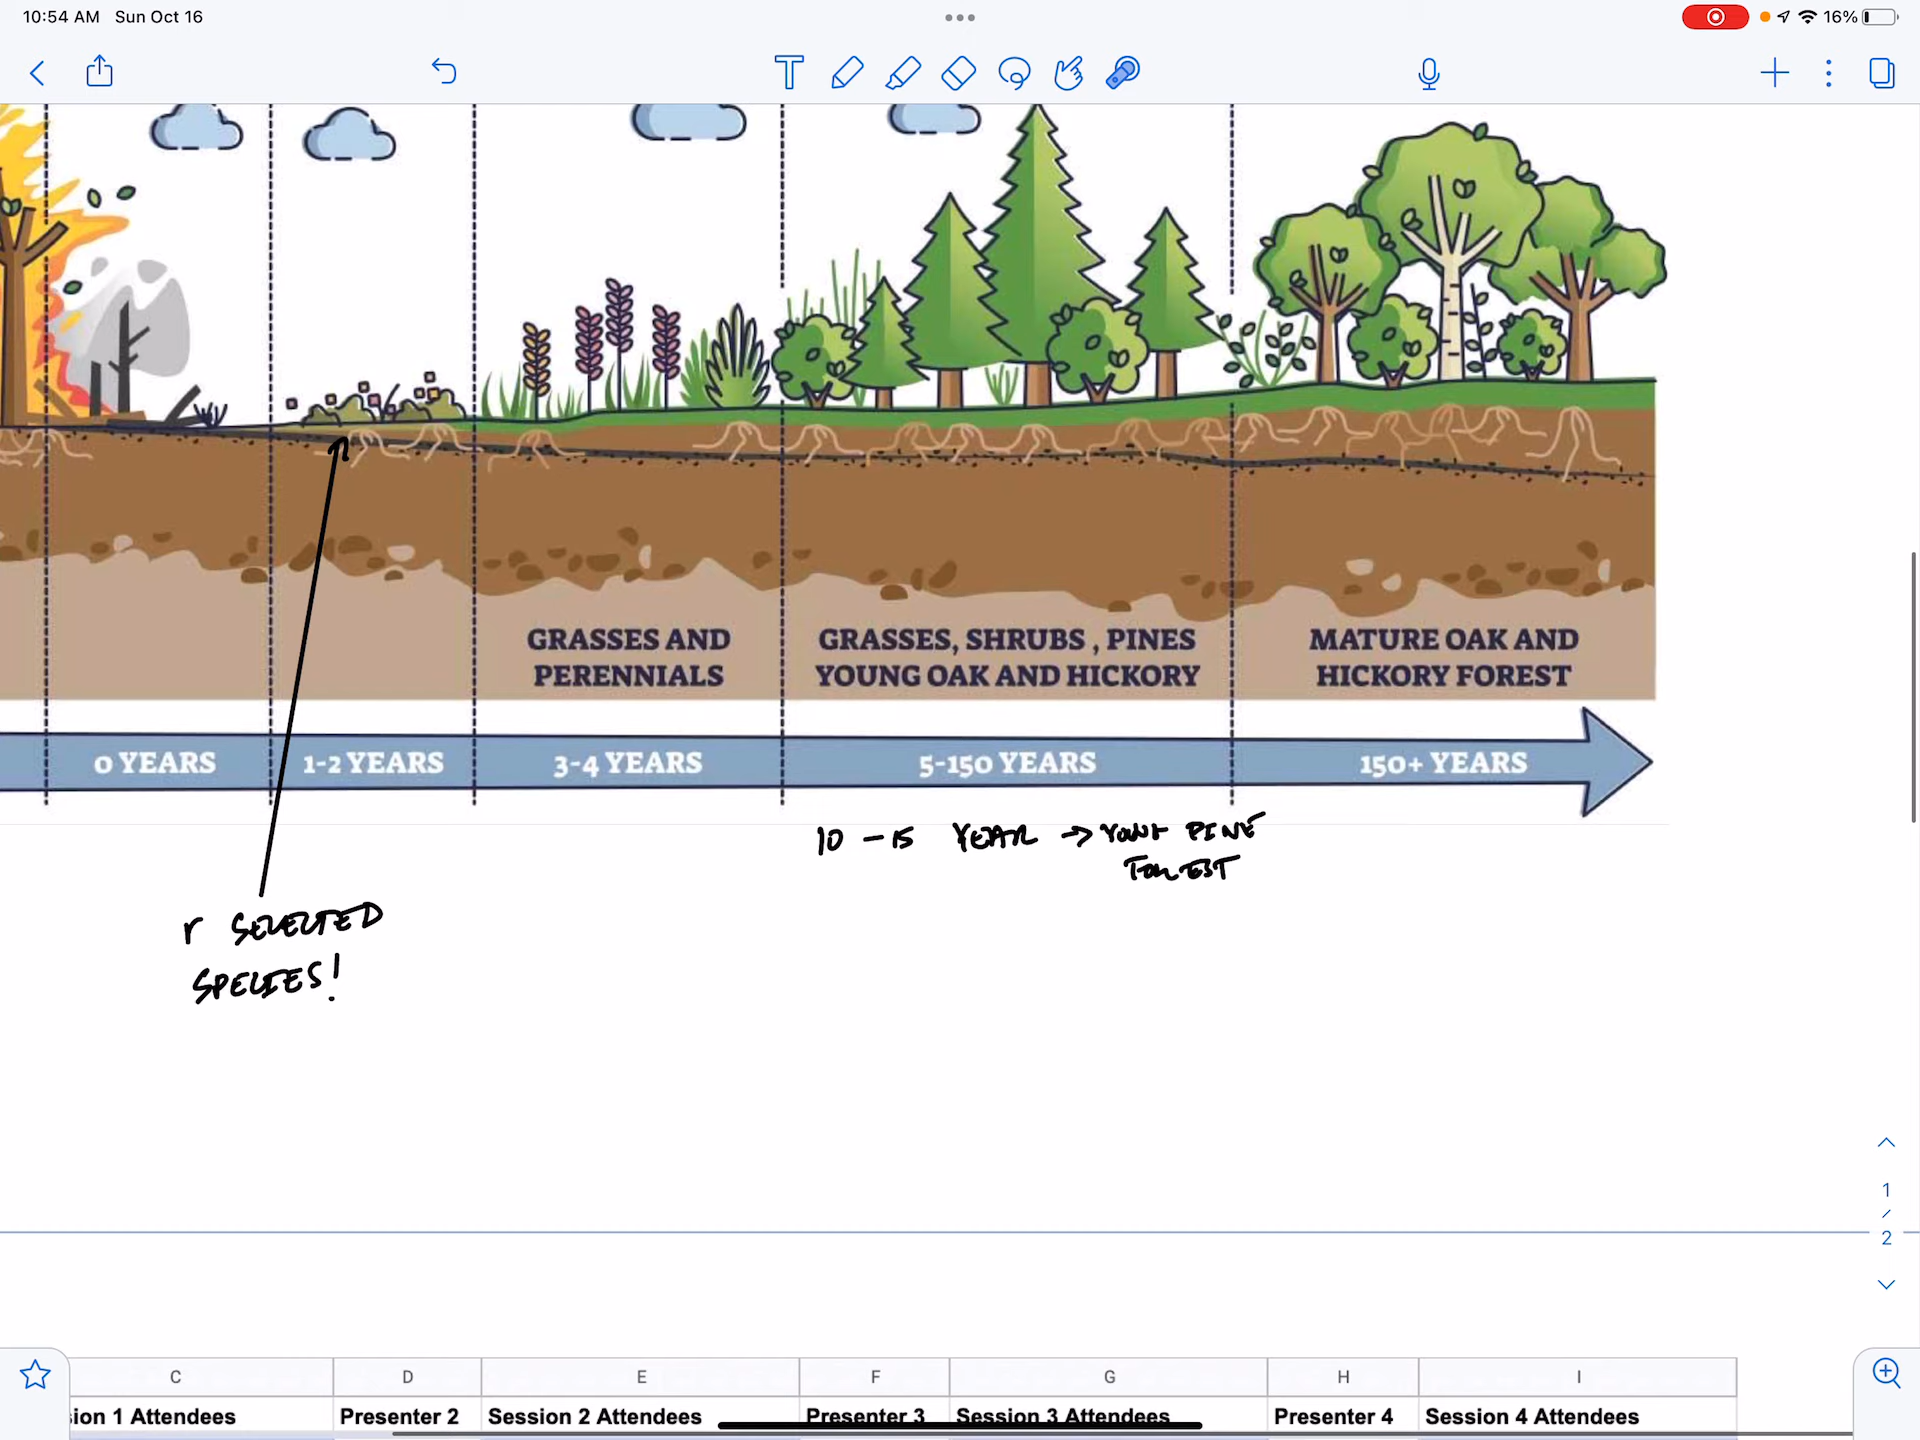 10:54 AM Sun Oct 16
16%
T
GRASSES AND
PERENNIALS
GRASSES, SHRUBS , PINES
YOUNG OAK AND HICKORY
MATURE OAK AND
HICKORY FOREST
0 YEARS
1-2 YEARS
3-4 YEARS
5-150 YEARS
150+ YEARS
10 - 15 YEAR → PINE
FOREST
r SELECTED
SPECIES!
1
/
2
C D E F G H I
ion 1 Attendees Presenter 2 Session 2 Attendees Presenter 3 Session 3 Attendees Presenter 4 Session 4 Attendees